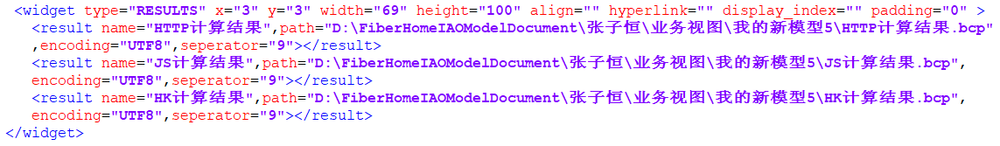 <widget type="RESULTS" x="3" y="3" width="69" height="100" align="" hyperlink="" display_index="" padding="0" >
<result name="HTTP计算结果",path="D:\FiberHomeIAOModelDocument\张子恒\业务视图\我的新模型5\HTTP计算结果.bcp"
,encoding="UTF8",seperator="9"></result>
<result name="JS计算结果",path="D:\FiberHomeIAOModelDocument\张子恒\业务视图\我的新模型5\JS计算结果.bcp",
encoding="UTF8",seperator="9"></result>
<result name="HK计算结果",path="D:\FiberHomeIAOModelDocument\张子恒\业务视图\我的新模型5\HK计算结果.bcp",
encoding="UTF8",seperator="9"></result>
</widget>